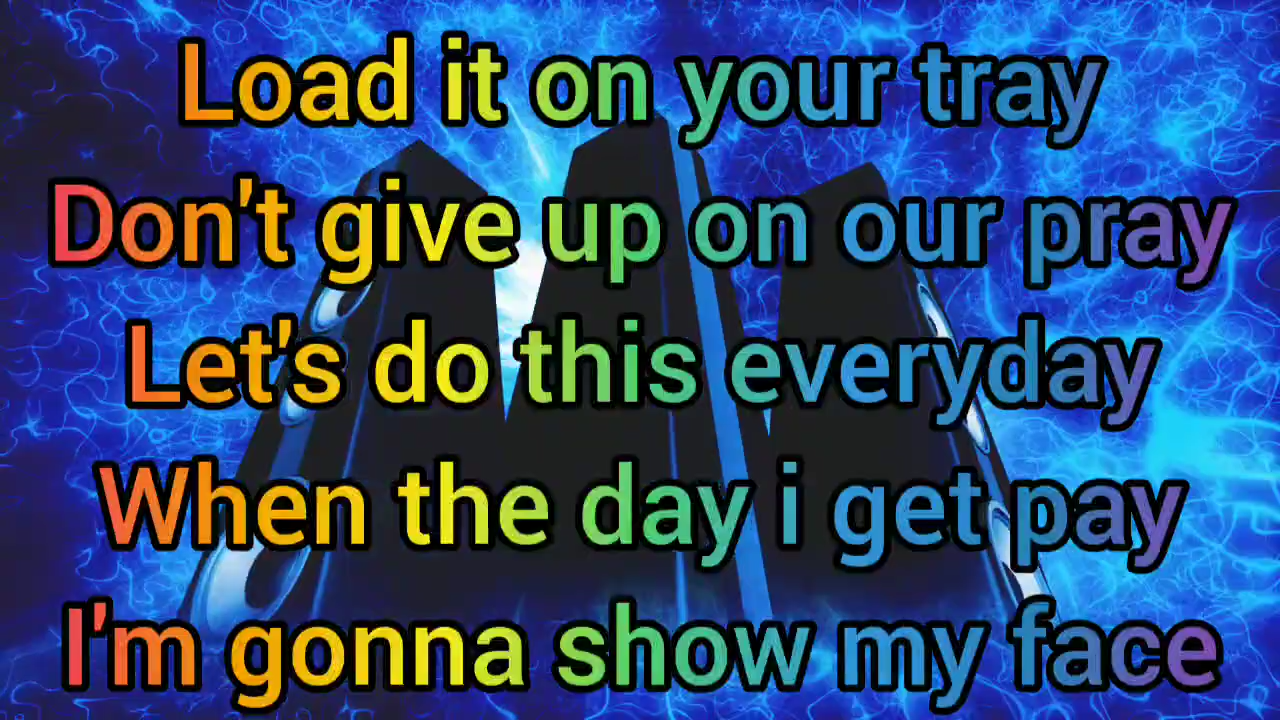 Load it on your tray
Don't give up on our pray
Let's do this everyday
When the day i get pay
I'm gonna show my face